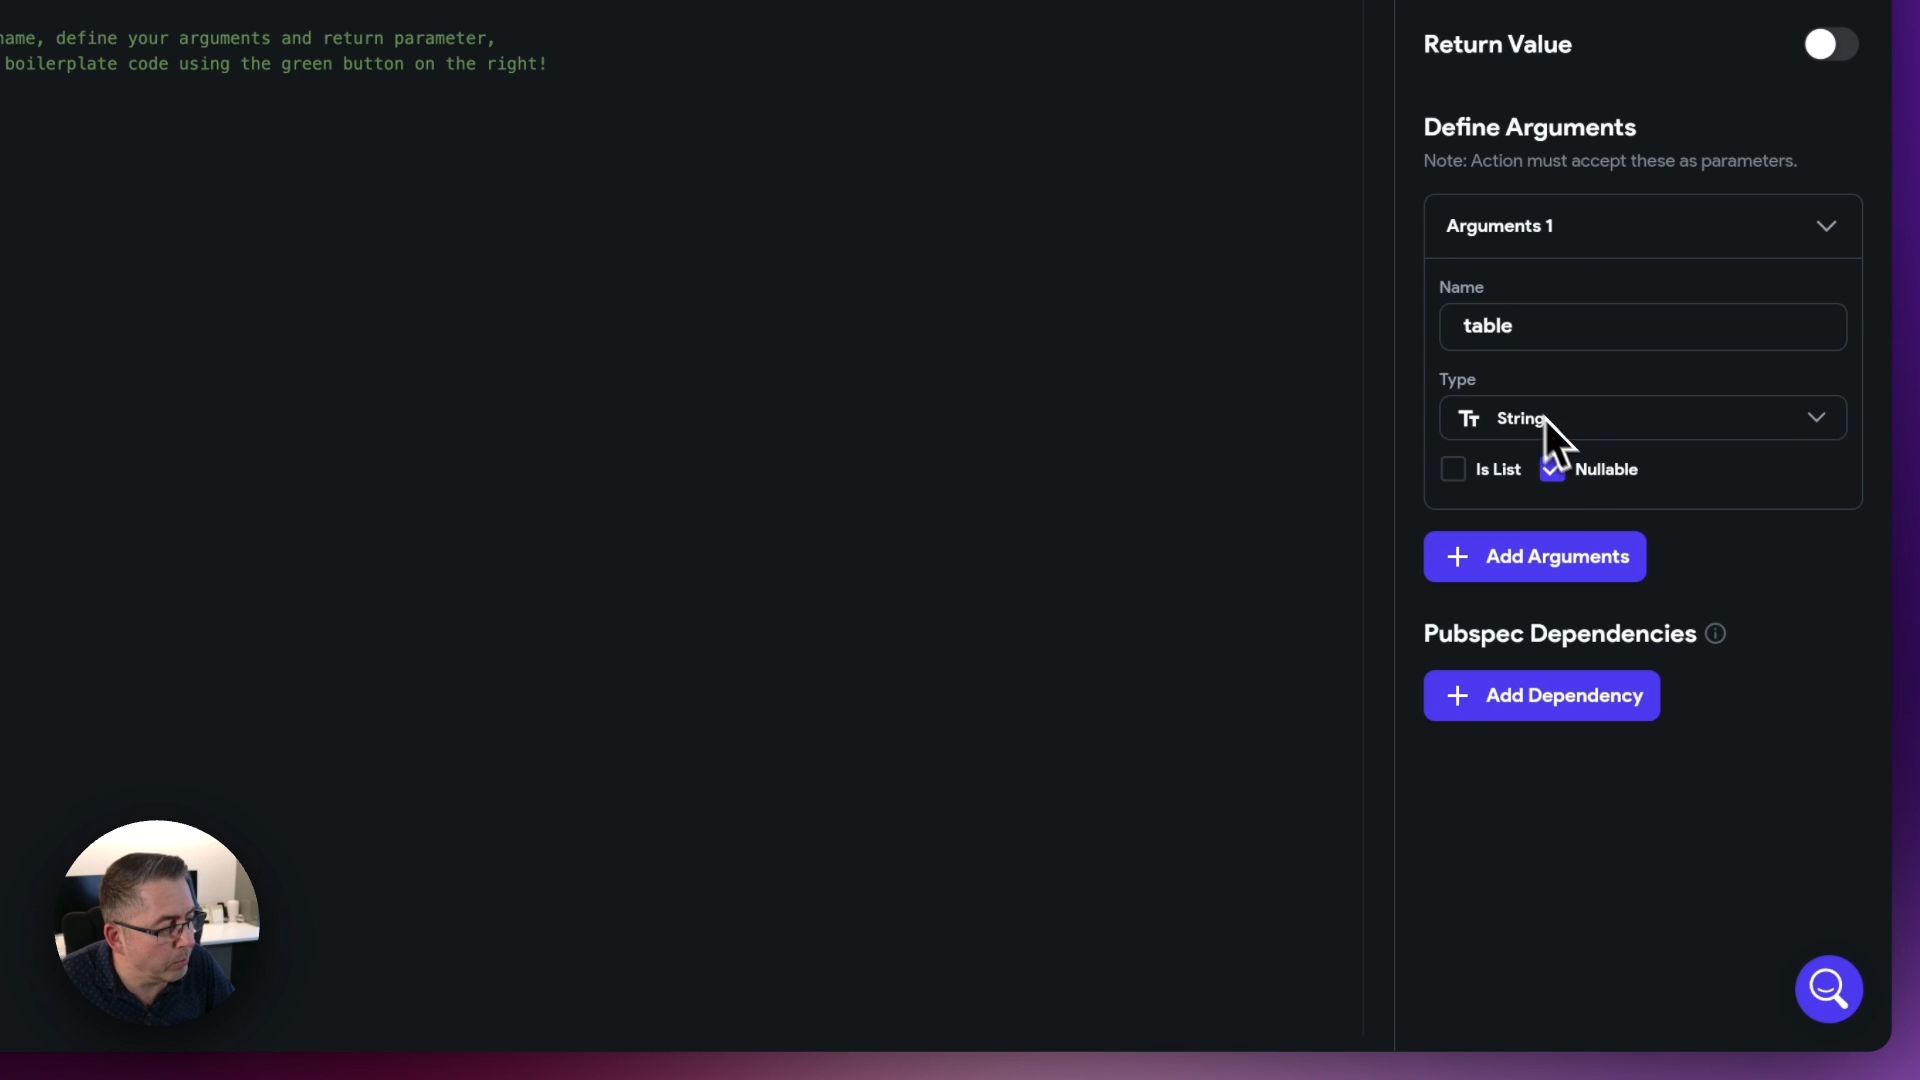 name, define your arguments and return parameter,
boilerplate code using the green button on the right!
Return Value
Define Arguments
Note: Action must accept these as parameters.
Arguments 1
Name
table
Type
Tт String
Is List Nullable
+ Add Arguments
Pubspec Dependencies
+ Add Dependency